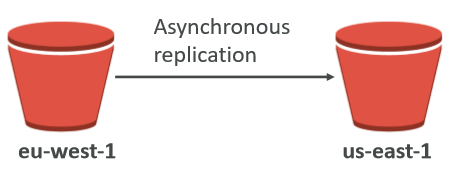 Asynchronous
replication
eu-west-1
us-east-1